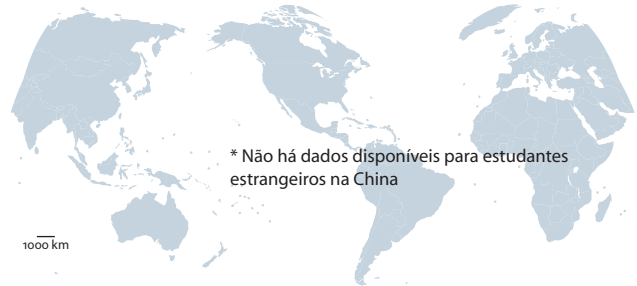 * Não há dados disponíveis para estudantes
estrangeiros na China
1000 km